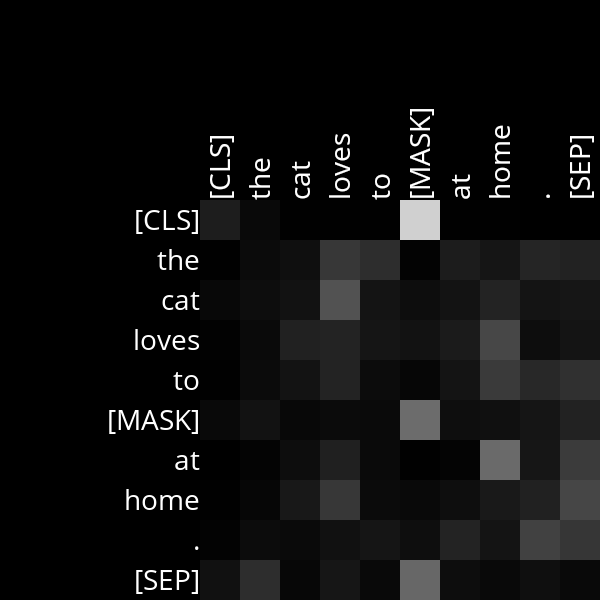 [CLS] the cat loves to [MASK] at home . [SEP]
[CLS]
the
cat
loves
to
[MASK]
at
home
.
[SEP]